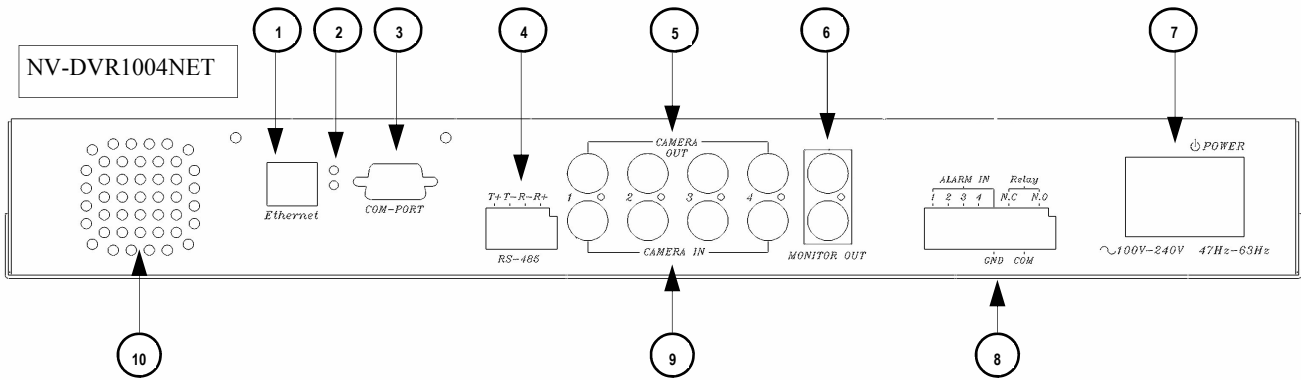 1 2 3 4 5 6 7
NV-DVR1004NET
CAMERA
OUT
POWER
ALARM IN Relay
1 2 3 4 N.C N.O
T+T-R-R+
1 2 3 4
Ethernet
COM-PORT
RS-485
CAMERA IN
MONITOR OUT
100V-240V 47Hz-63Hz
GND COM
10 9 8